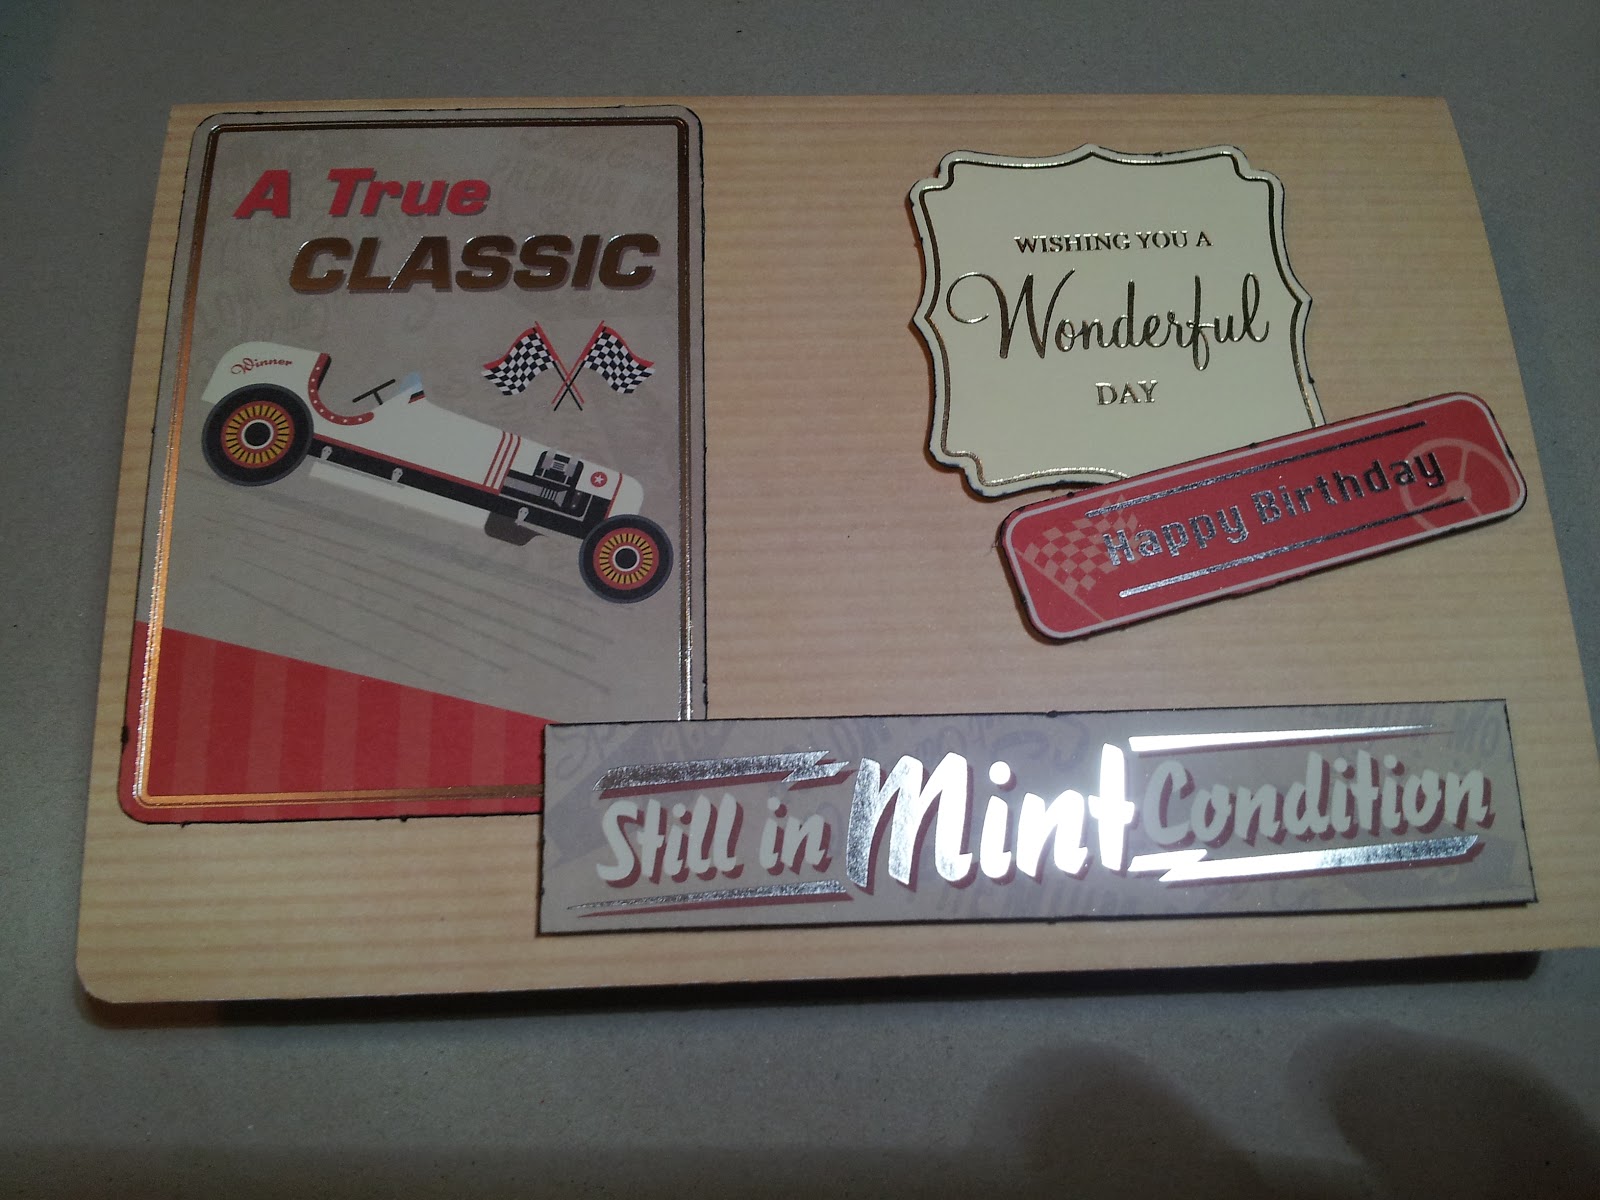 A True
CLASSIC
Winner
WISHING YOU A
Wonderful
DAY
Happy Birthday
Still in Mint Condition